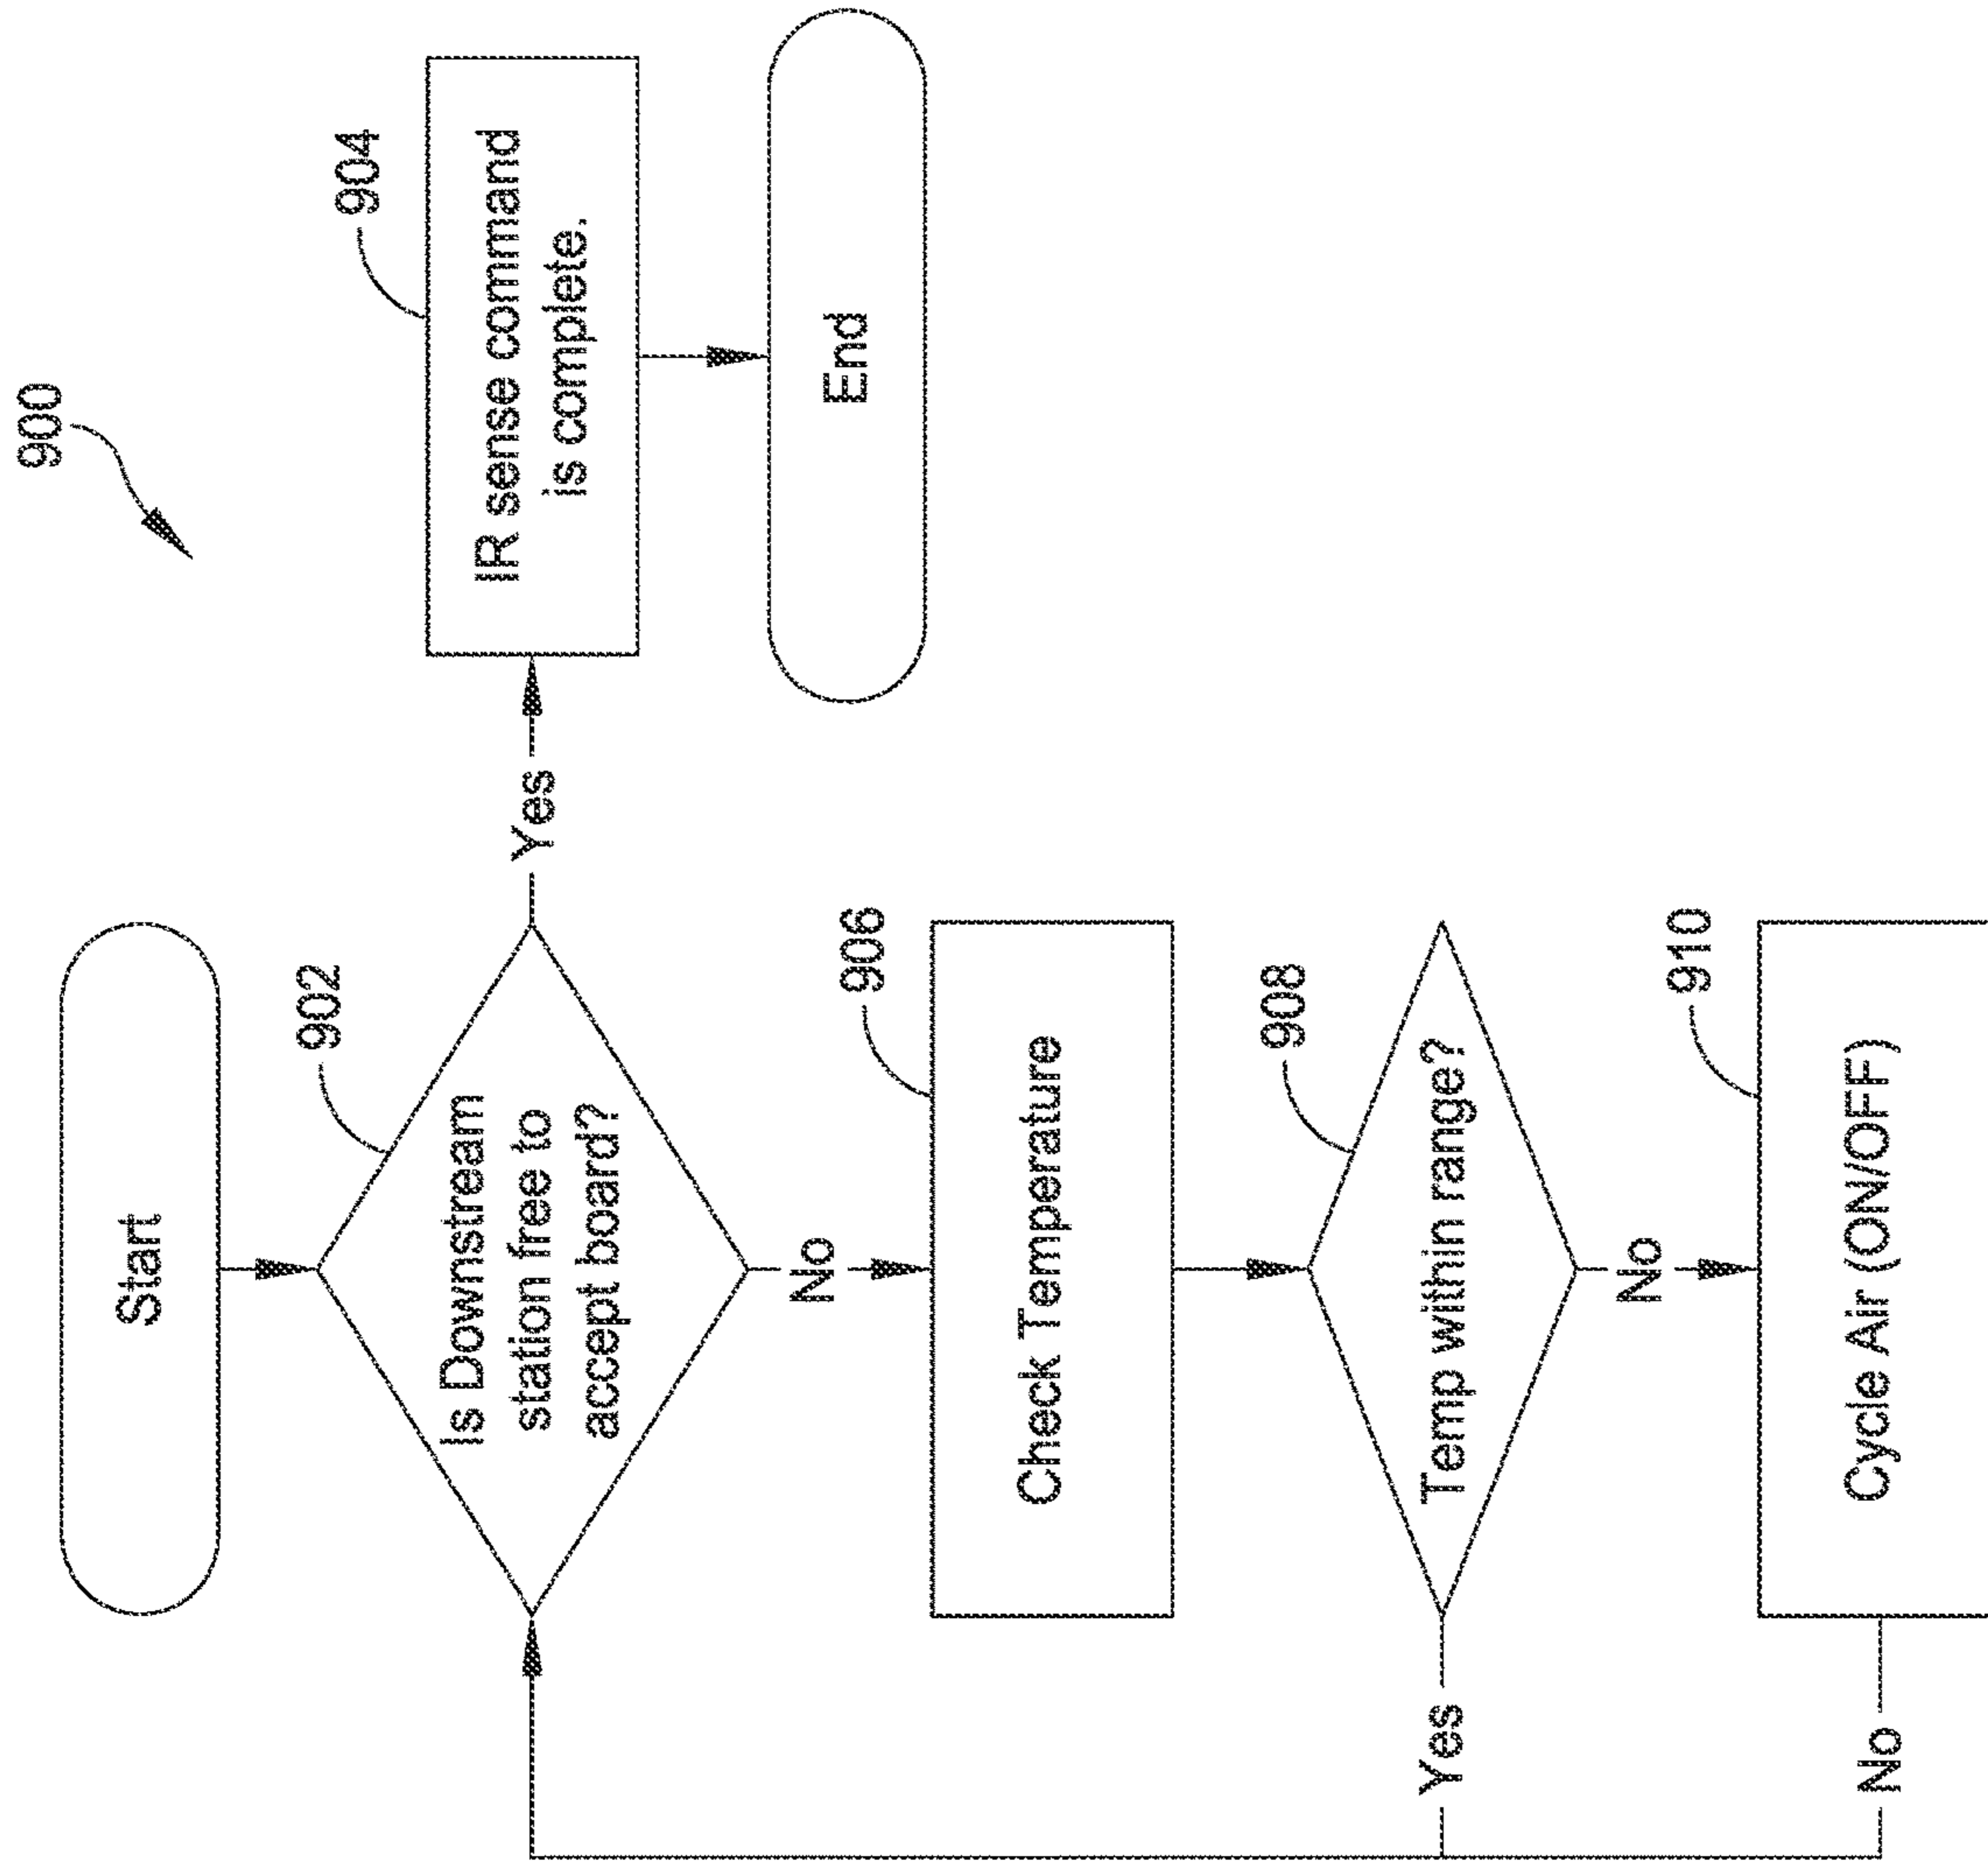 900
Start
902
Is Downstream
station free to
accept board?
Yes
904
IR sense command
is complete.
End
No
906
Check Temperature
908
Temp within range?
Yes
No
910
Cycle Air (ON/OFF)
No